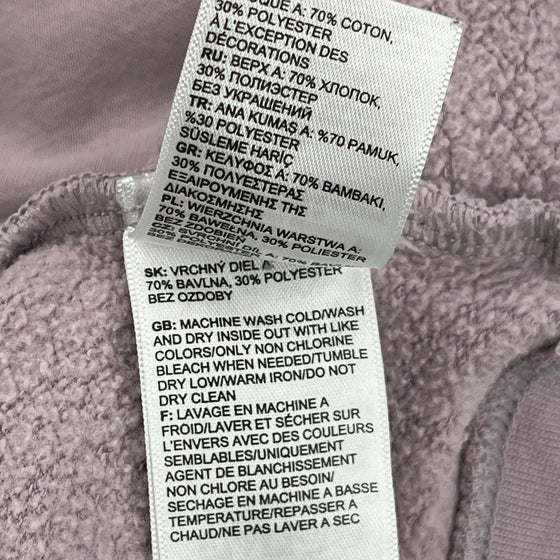 A: 70% COTON,
30% POLYESTER
À L'EXCEPTION DES
DÉCORATIONS
RU: ВЕРХ A: 70% ХЛОПОК,
30% ПОЛИЭСТЕР
БЕЗ УКРАШЕНИЙ
TR: ANA KUMAS A: %70 PAMUK,
%30 POLYESTER
SÜSLEME HARİÇ
GR: ΚΕΛΥΦΟΣ A: 70% ΒΑΜΒΑΚΙ,
30% ΠΟΛΥΕΣΤΕΡΑΣ
ΕΞΑΙΡΟΥΜΕΝΗΣ ΤΗΣ
ΔΙΑΚΟΣΜΗΣΗΣ
PL: WIERZCHNIA WARSTWA A:
70% BAWEŁNA, 30% POLIESTER
CZ: SVRCHNÍ DÍL A: 70% BAVLNA,
SK: VRCHNÝ DIEL
70% BAVLNA, 30% POLYESTER
BEZ OZDOBY
GB: MACHINE WASH COLD/WASH
AND DRY INSIDE OUT WITH LIKE
COLORS/ONLY NON CHLORINE
BLEACH WHEN NEEDED/TUMBLE
DRY LOW/WARM IRON/DO NOT
DRY CLEAN
F: LAVAGE EN MACHINE A
FROID/LAVER ET SÉCHER SUR
L'ENVERS AVEC DES COULEURS
SEMBLABLES/UNIQUEMENT
AGENT DE BLANCHISSEMENT
NON CHLORE AU BESOIN/
SECHAGE EN MACHINE A BASSE
TEMPERATURE/REPASSER A
CHAUD/NE PAS LAVER A SEC